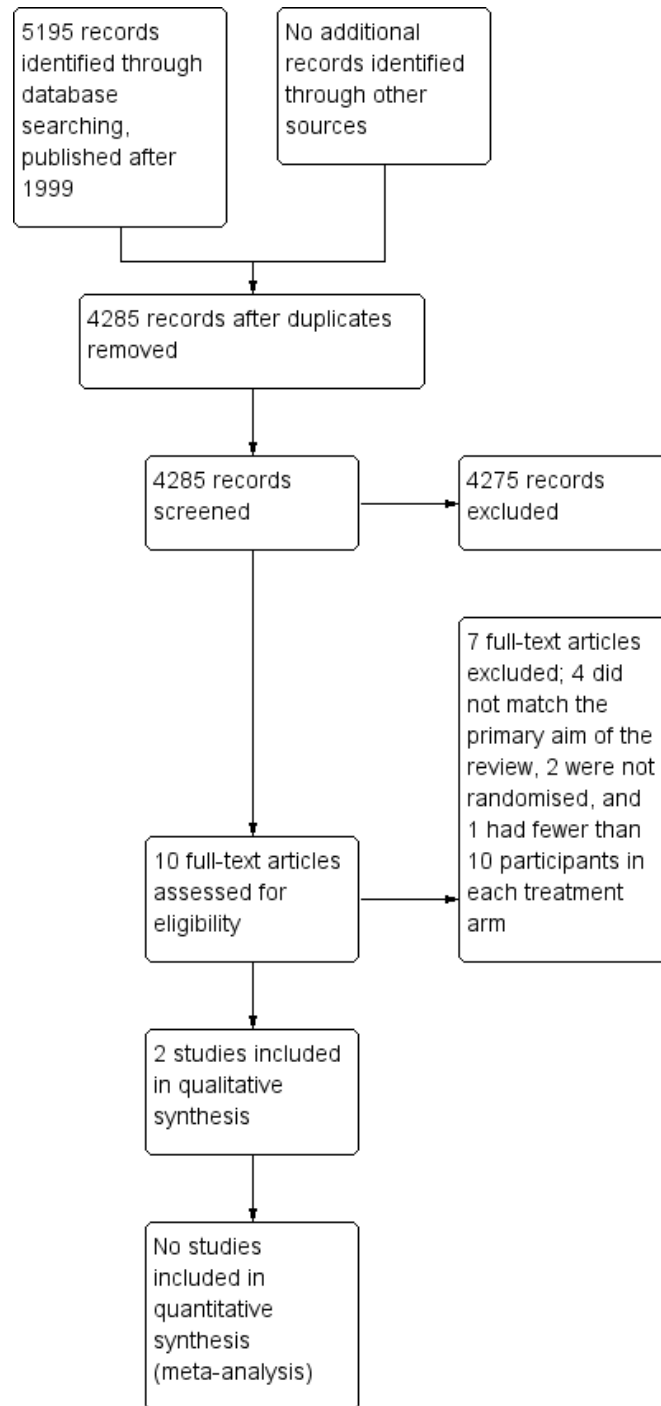 5195 records
identified through
database
searching,
published after
1999
No additional
records identified
through other
sources
4285 records after duplicates
removed
4285 records
screened
4275 records
excluded
7 full-text articles
excluded; 4 did
not match the
primary aim of the
review, 2 were not
randomised, and
1 had fewer than
10 participants in
each treatment
arm
10 full-text articles
assessed for
eligibility
2 studies included
in qualitative
synthesis
No studies
included in
quantitative
synthesis
(meta-analysis)